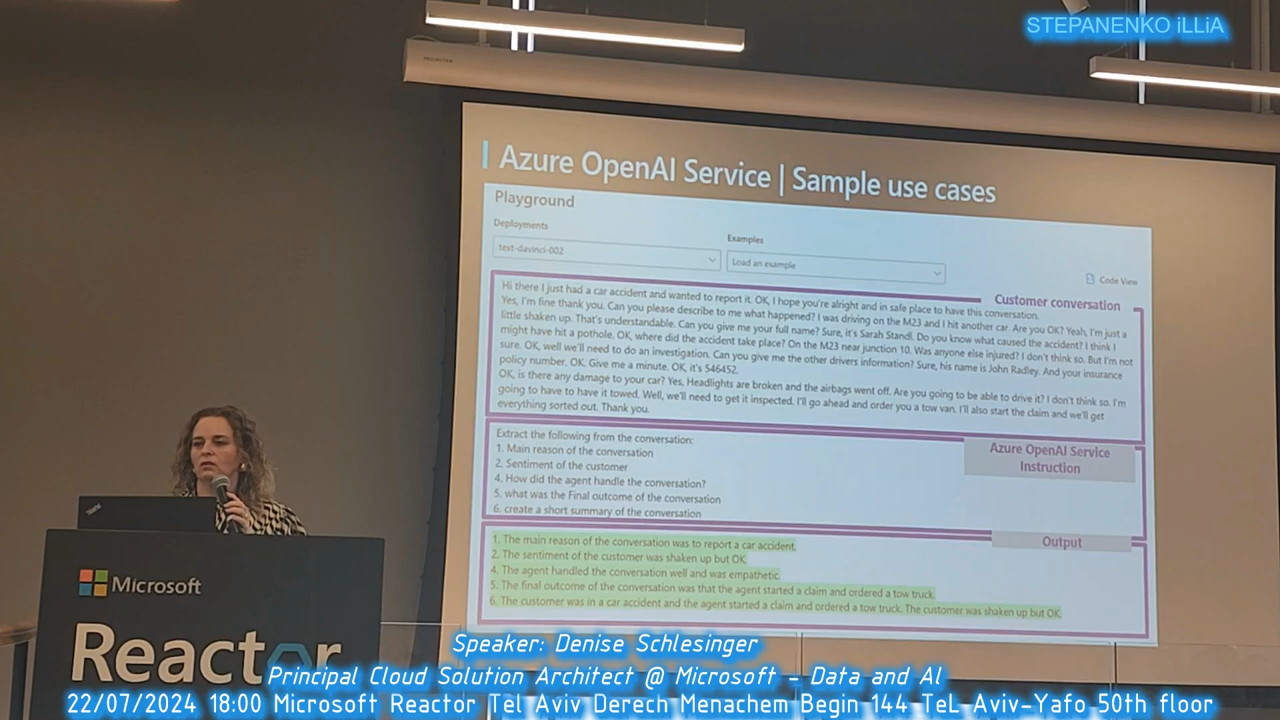 STEPANENKO iLLiA
Azure OpenAI Service | Sample use cases
Playground
Deployments
Examples
text-davinci-002
Load an example
Code View
Customer conversation
Hi there I just had a car accident and wanted to report it. OK, I hope you're alright and in safe place to have this conversation.
Yes, I'm fine thank you. Can you please describe to me what happened? I was driving on the M23 and I hit another car. Are you OK? Yeah, I'm just a
little shaken up. That's understandable. Can you give me your full name? Sure, it's Sarah Standl. Do you know what caused the accident? I think I
might have hit a pothole. OK, where did the accident take place? On the M23 near junction 10. Was anyone else injured? I don't think so. But I'm not
sure. OK, well we'll need to do an investigation. Can you give me the other drivers information? Sure, his name is John Radley. And your insurance
policy number. OK. Give me a minute. OK, it's 546452.
OK, is there any damage to your car? Yes, Headlights are broken and the airbags went off. Are you going to be able to drive it? I don't think so. I'm
going to have to have it towed. Well, we'll need to get it inspected. I'll go ahead and order you a tow van. I'll also start the claim and we'll get
everything sorted out. Thank you.
Azure OpenAI Service
Instruction
Extract the following from the conversation:
1. Main reason of the conversation
2. Sentiment of the customer
4. How did the agent handle the conversation?
5. what was the Final outcome of the conversation
6. create a short summary of the conversation
Output
1. The main reason of the conversation was to report a car accident.
2. The sentiment of the customer was shaken up but OK.
4. The agent handled the conversation well and was empathetic.
5. The final outcome of the conversation was that the agent started a claim and ordered a tow truck.
6. The customer was in a car accident and the agent started a claim and ordered a tow truck. The customer was shaken up but OK.
Microsoft
Reactor
Speaker: Denise Schlesinger
Principal Cloud Solution Architect @ Microsoft - Data and AI
22/07/2024 18:00 Microsoft Reactor Tel Aviv Derech Menachem Begin 144 TeL Aviv-Yafo 50th floor